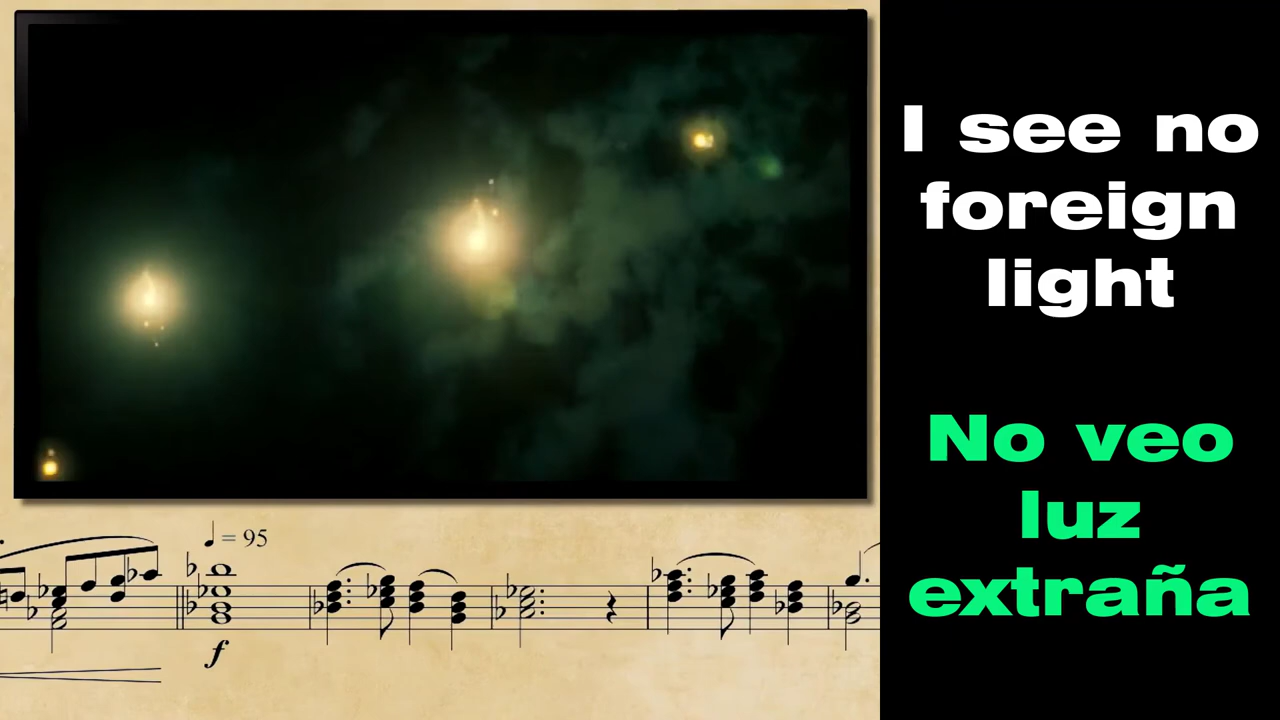 I see no
foreign
light
No veo
luz
extraña
♩ = 95
f